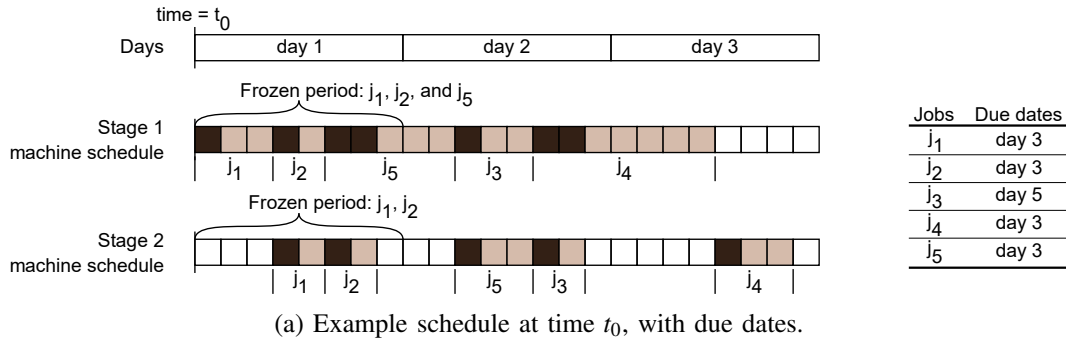 time = t0
Days day 1 day 2 day 3
Frozen period: j1, j2, and j5
Stage 1
machine schedule
j1 j2 j5 j3 j4
Frozen period: j1, j2
Stage 2
machine schedule
j1 j2 j5 j3 j4
Jobs Due dates
j1 day 3
j2 day 3
j3 day 5
j4 day 3
j5 day 3
(a) Example schedule at time t0, with due dates.